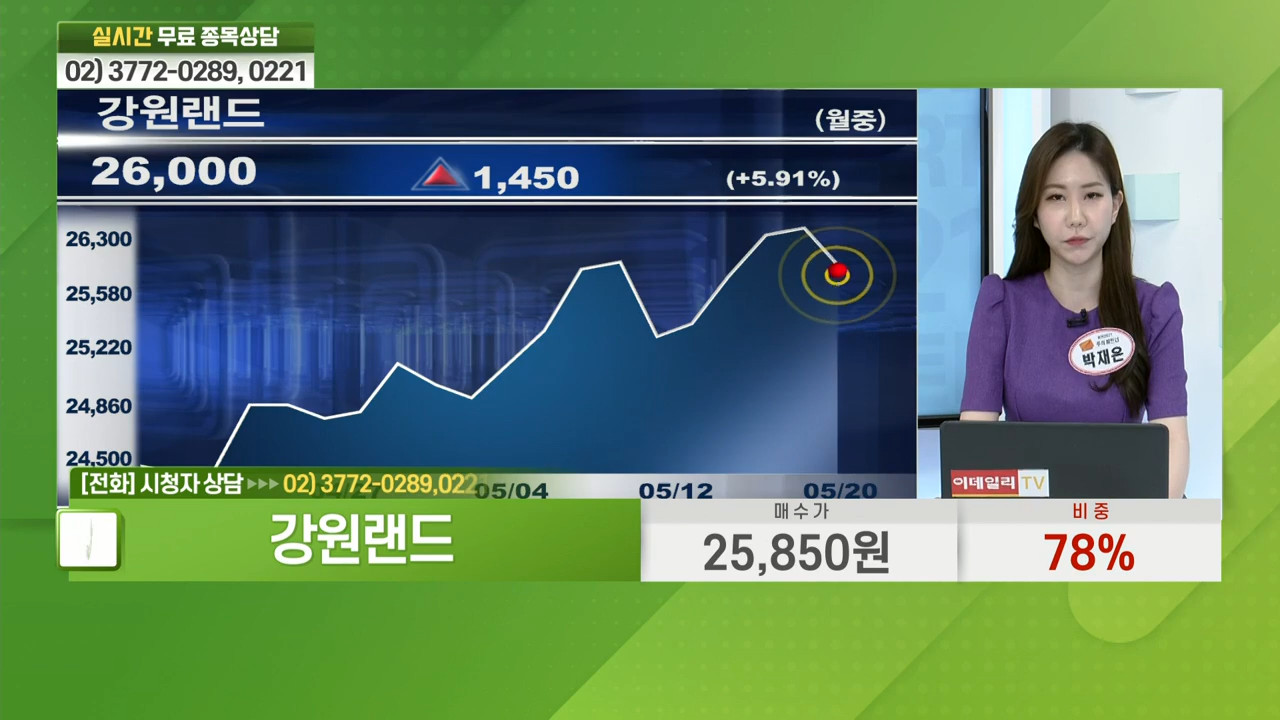 실시간 무료 종목상담
02) 3772-0289, 0221
강원랜드
(월중)
26,000
1,450
(+5.91%)
26,300
25,580
25,220
24,860
24,500
05/04
05/12
05/20
박재은
이데일리 TV
[전화] 시청자 상담 02) 3772-0289,022
강원랜드
매수가
25,850원
비중
78%